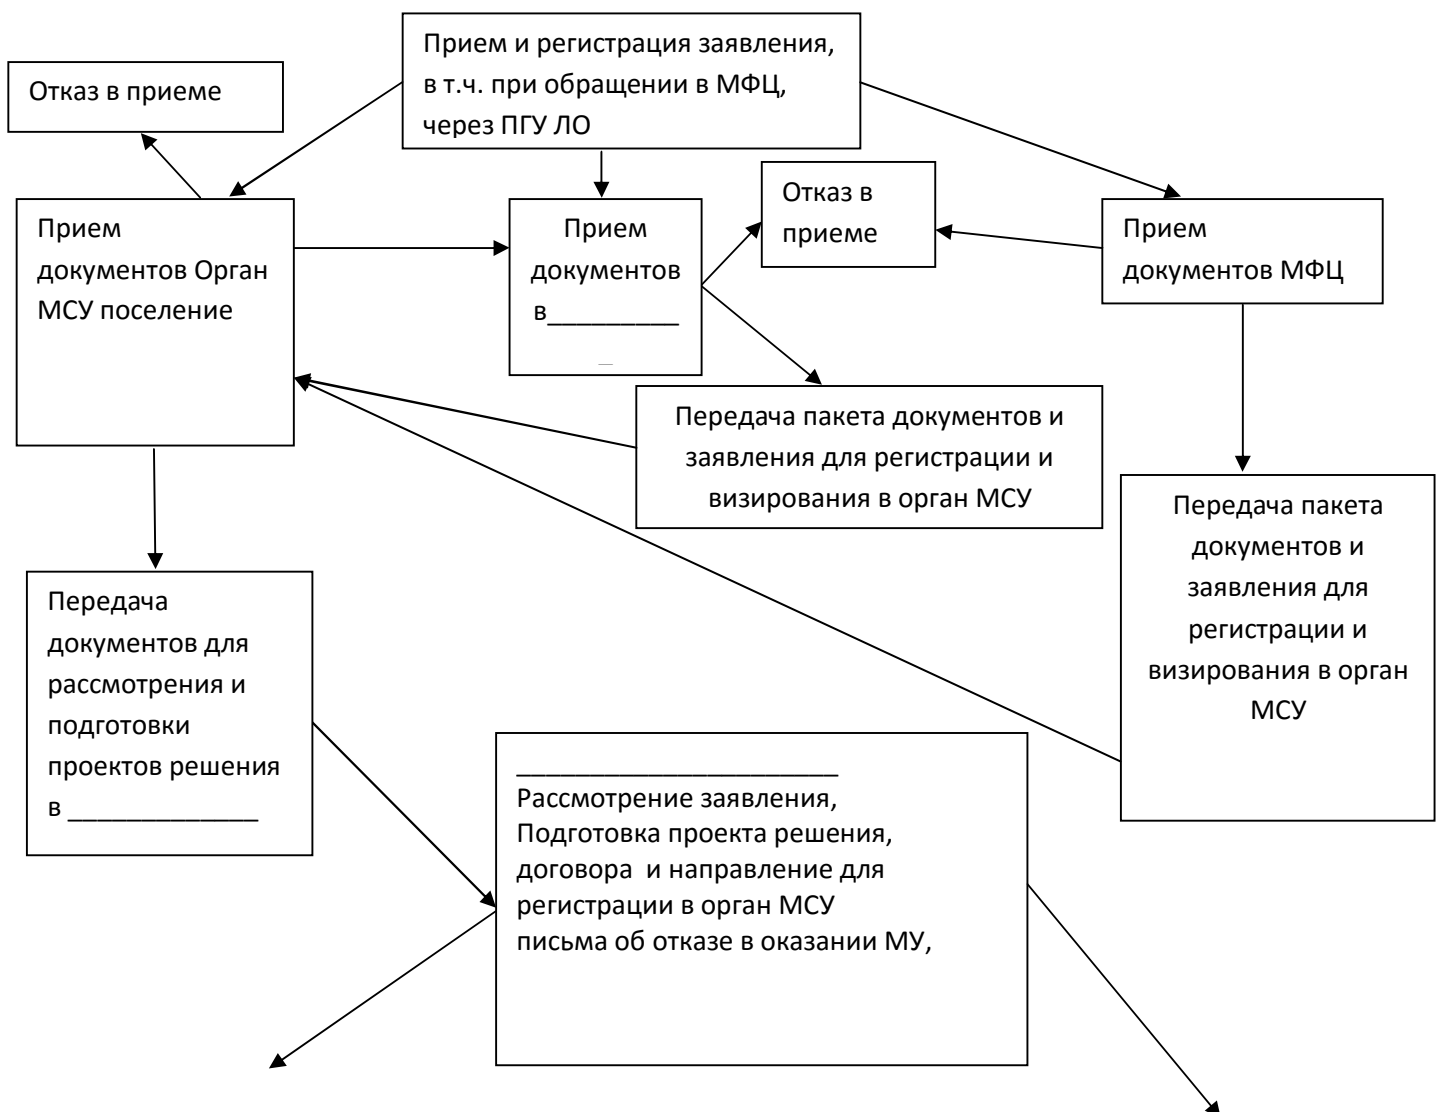 Прием и регистрация заявления,
в т.ч. при обращении в МФЦ,
через ПГУ ЛО
Отказ в приеме
Прием
документов Орган
МСУ поселение
Прием
документов
в_________
_
Отказ в
приеме
Прием
документов МФЦ
Передача пакета документов и
заявления для регистрации и
визирования в орган МСУ
Передача пакета
документов и
заявления для
регистрации и
визирования в орган
МСУ
Передача
документов для
рассмотрения и
подготовки
проектов решения
в _____________
______________________
Рассмотрение заявления,
Подготовка проекта решения,
договора  и направление для
регистрации в орган МСУ
письма об отказе в оказании МУ,